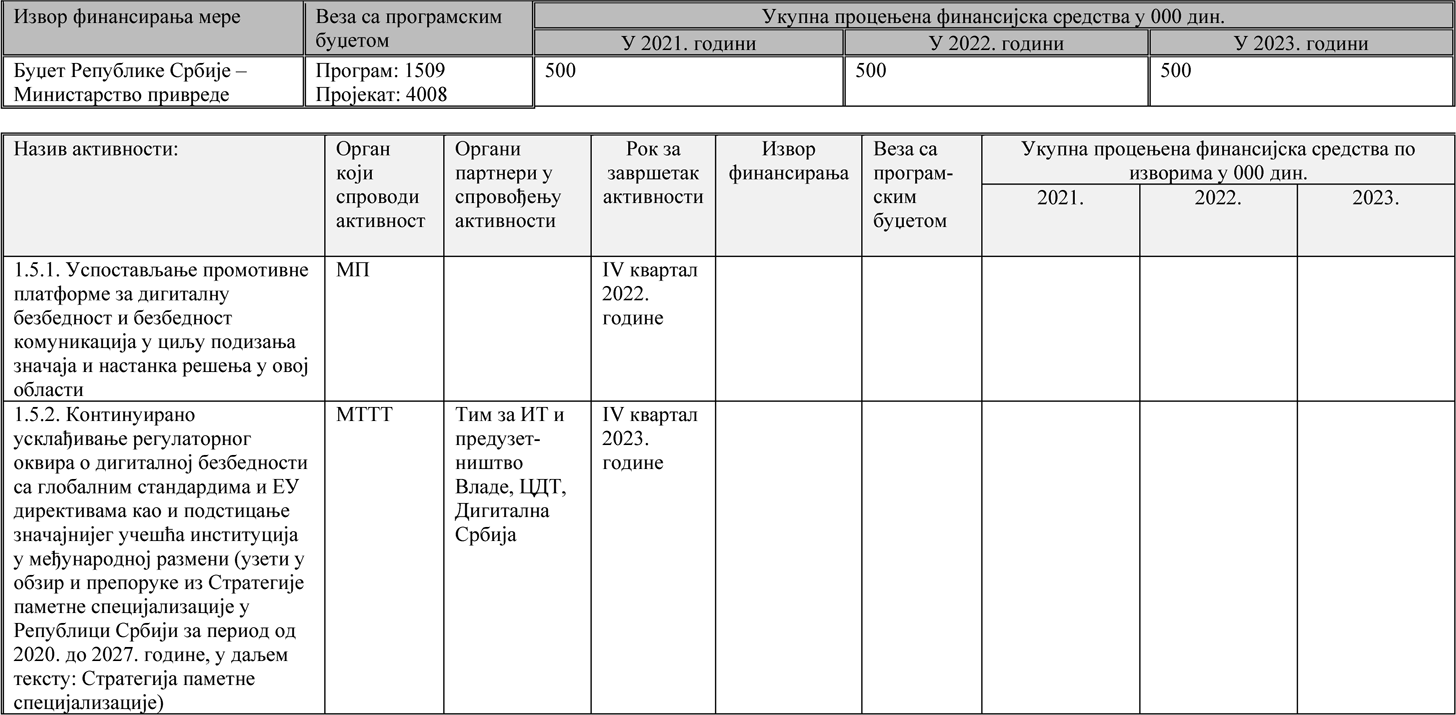 Извор финансирања мере
Веза са програмским
буџетом
Укупна процењена финансијска средства у 000 дин.
У 2021. години
У 2022. години
У 2023. години
Буџет Републике Србије –
Министарство привреде
Програм: 1509
Пројекат: 4008
500
500
500
Назив активности:
Орган
који
спроводи
активност
Органи
партнери у
спровођењу
активности
Рок за
завршетак
активности
Извор
финансирања
Веза са
програм-
ским
буџетом
Укупна процењена финансијска средства по
изворима у 000 дин.
2021.
2022.
2023.
1.5.1. Успостављање промотивне
платформе за дигиталну
безбедност и безбедност
комуникација у циљу подизања
значаја и настанка решења у овој
области
МП
IV квартал
2022.
године
1.5.2. Континуирано
усклађивање регулаторног
оквира о дигиталној безбедности
са глобалним стандардима и ЕУ
директивама као и подстицање
значајнијег учешћа институција
у међународној размени (узети у
обзир и препоруке из Стратегије
паметне специјализације у
Републици Србији за период од
2020. до 2027. године, у даљем
тексту: Стратегија паметне
специјализације)
МТТТ
Тим за ИТ и
предузет-
ништво
Владе, ЦДТ,
Дигитална
Србија
IV квартал
2023.
године